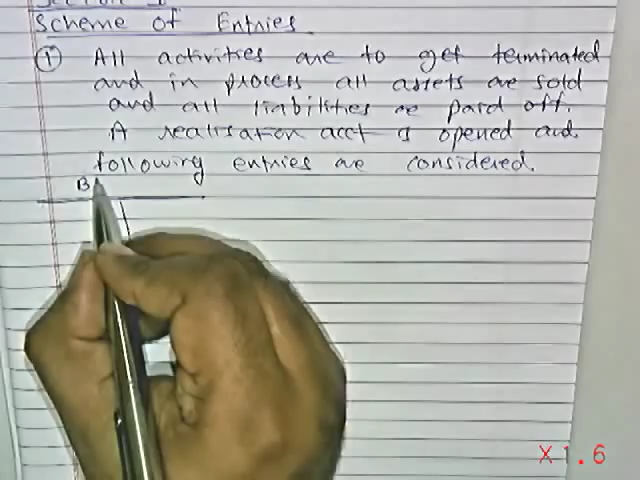 Scheme of Entries
① All activities are to get terminated
and in process all assets are sold
and all liabilities are paid off.
A realisation acct is opened and
following entries are considered.
B
X1.6